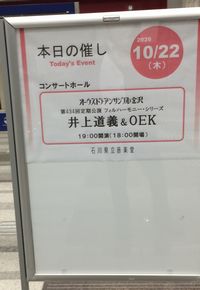 本日の催し
Today's Event
2020
10/22
(木)
コンサートホール
オーケストラアンサンブル金沢
第434回定期公演 フィルハーモニー・シリーズ
井上道義&OEK
19:00開演(18:00開場)
石川県立音楽堂